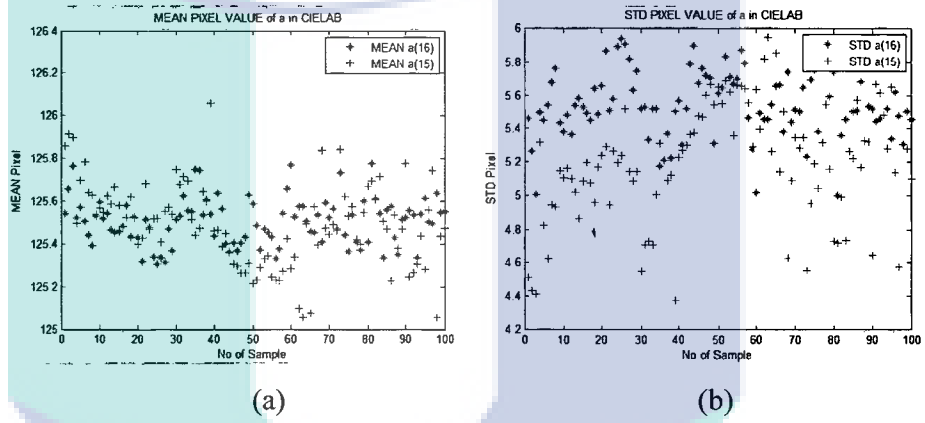 MEAN PIXEL VALUE of a in CIELAB
126.4
126.2
126
125.8
125.6
125.4
125.2
125
MEAN Pixel
MEAN a(16)
MEAN a(15)
0 10 20 30 40 50 60 70 80 90 100
No of Sample
(a)
STD PIXEL VALUE of a in CIELAB
6
5.8
5.6
5.4
5.2
5
4.8
4.6
4.4
4.2
STD Pixel
STD a(16)
STD a(15)
0 10 20 30 40 50 60 70 80 90 100
No of Sample
(b)